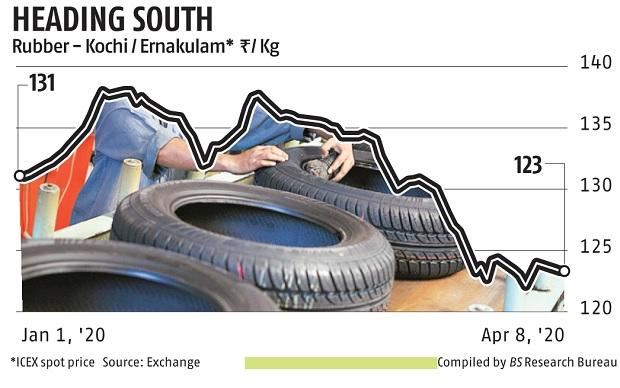 HEADING SOUTH
Rubber – Kochi / Ernakulam* ₹/ Kg
140
131
135
123
130
125
120
Jan 1, '20 Apr 8, '20
*ICEX spot price Source: Exchange Compiled by BS Research Bureau